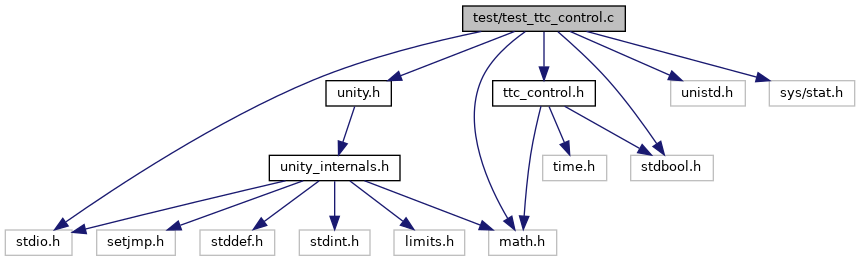 test/test_ttc_control.c
unity.h
ttc_control.h
unistd.h
sys/stat.h
unity_internals.h
time.h
stdbool.h
stdio.h
setjmp.h
stddef.h
stdint.h
limits.h
math.h